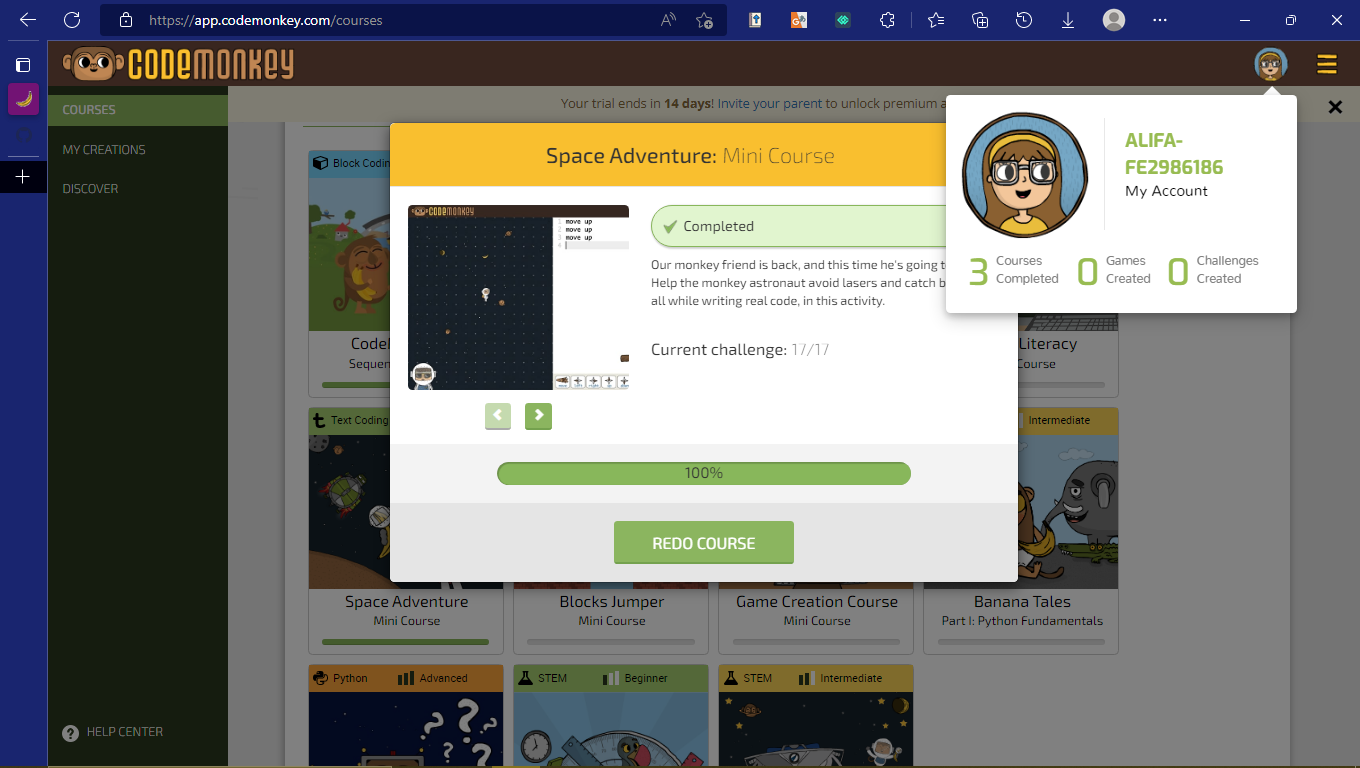 https://app.codemonkey.com/courses
CODEMONKEY
COURSES
MY CREATIONS
DISCOVER
HELP CENTER
Your trial ends in 14 days! Invite your parent to unlock premium a
ALIFA-
FE2986186
My Account
3 Courses Completed
0 Games Created
0 Challenges Created
Space Adventure: Mini Course
CODEMONKEY
move up
move up
move up
Completed
Our monkey friend is back, and this time he's going t
Help the monkey astronaut avoid lasers and catch b
all while writing real code, in this activity.
Current challenge: 17/17
100%
REDO COURSE
Block Codin
Code
Sequen
Literacy
Course
Text Coding
Intermediate
Space Adventure
Mini Course
Blocks Jumper
Mini Course
Game Creation Course
Mini Course
Banana Tales
Part I: Python Fundamentals
Python
Advanced
STEM
Beginner
STEM
Intermediate